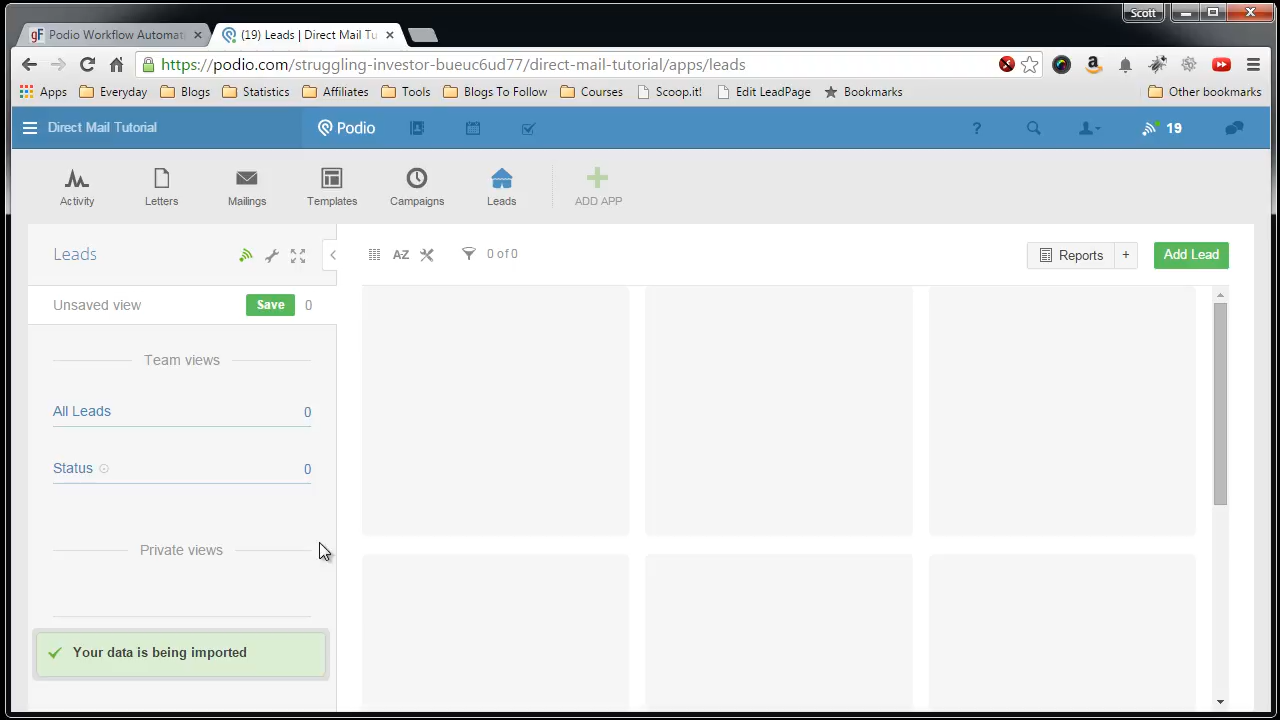 Scott
gF Podio Workflow Automati
(19) Leads | Direct Mail Tu
https://podio.com/struggling-investor-bueuc6ud77/direct-mail-tutorial/apps/leads
Apps Everyday Blogs Statistics Affiliates Tools Blogs To Follow Courses Scoop.it! Edit LeadPage Bookmarks Other bookmarks
Direct Mail Tutorial Podio ? 19
Activity Letters Mailings Templates Campaigns Leads ADD APP
Leads A-Z 0 of 0 Reports + Add Lead
Unsaved view Save 0
Team views
All Leads 0
Status 0
Private views
Your data is being imported